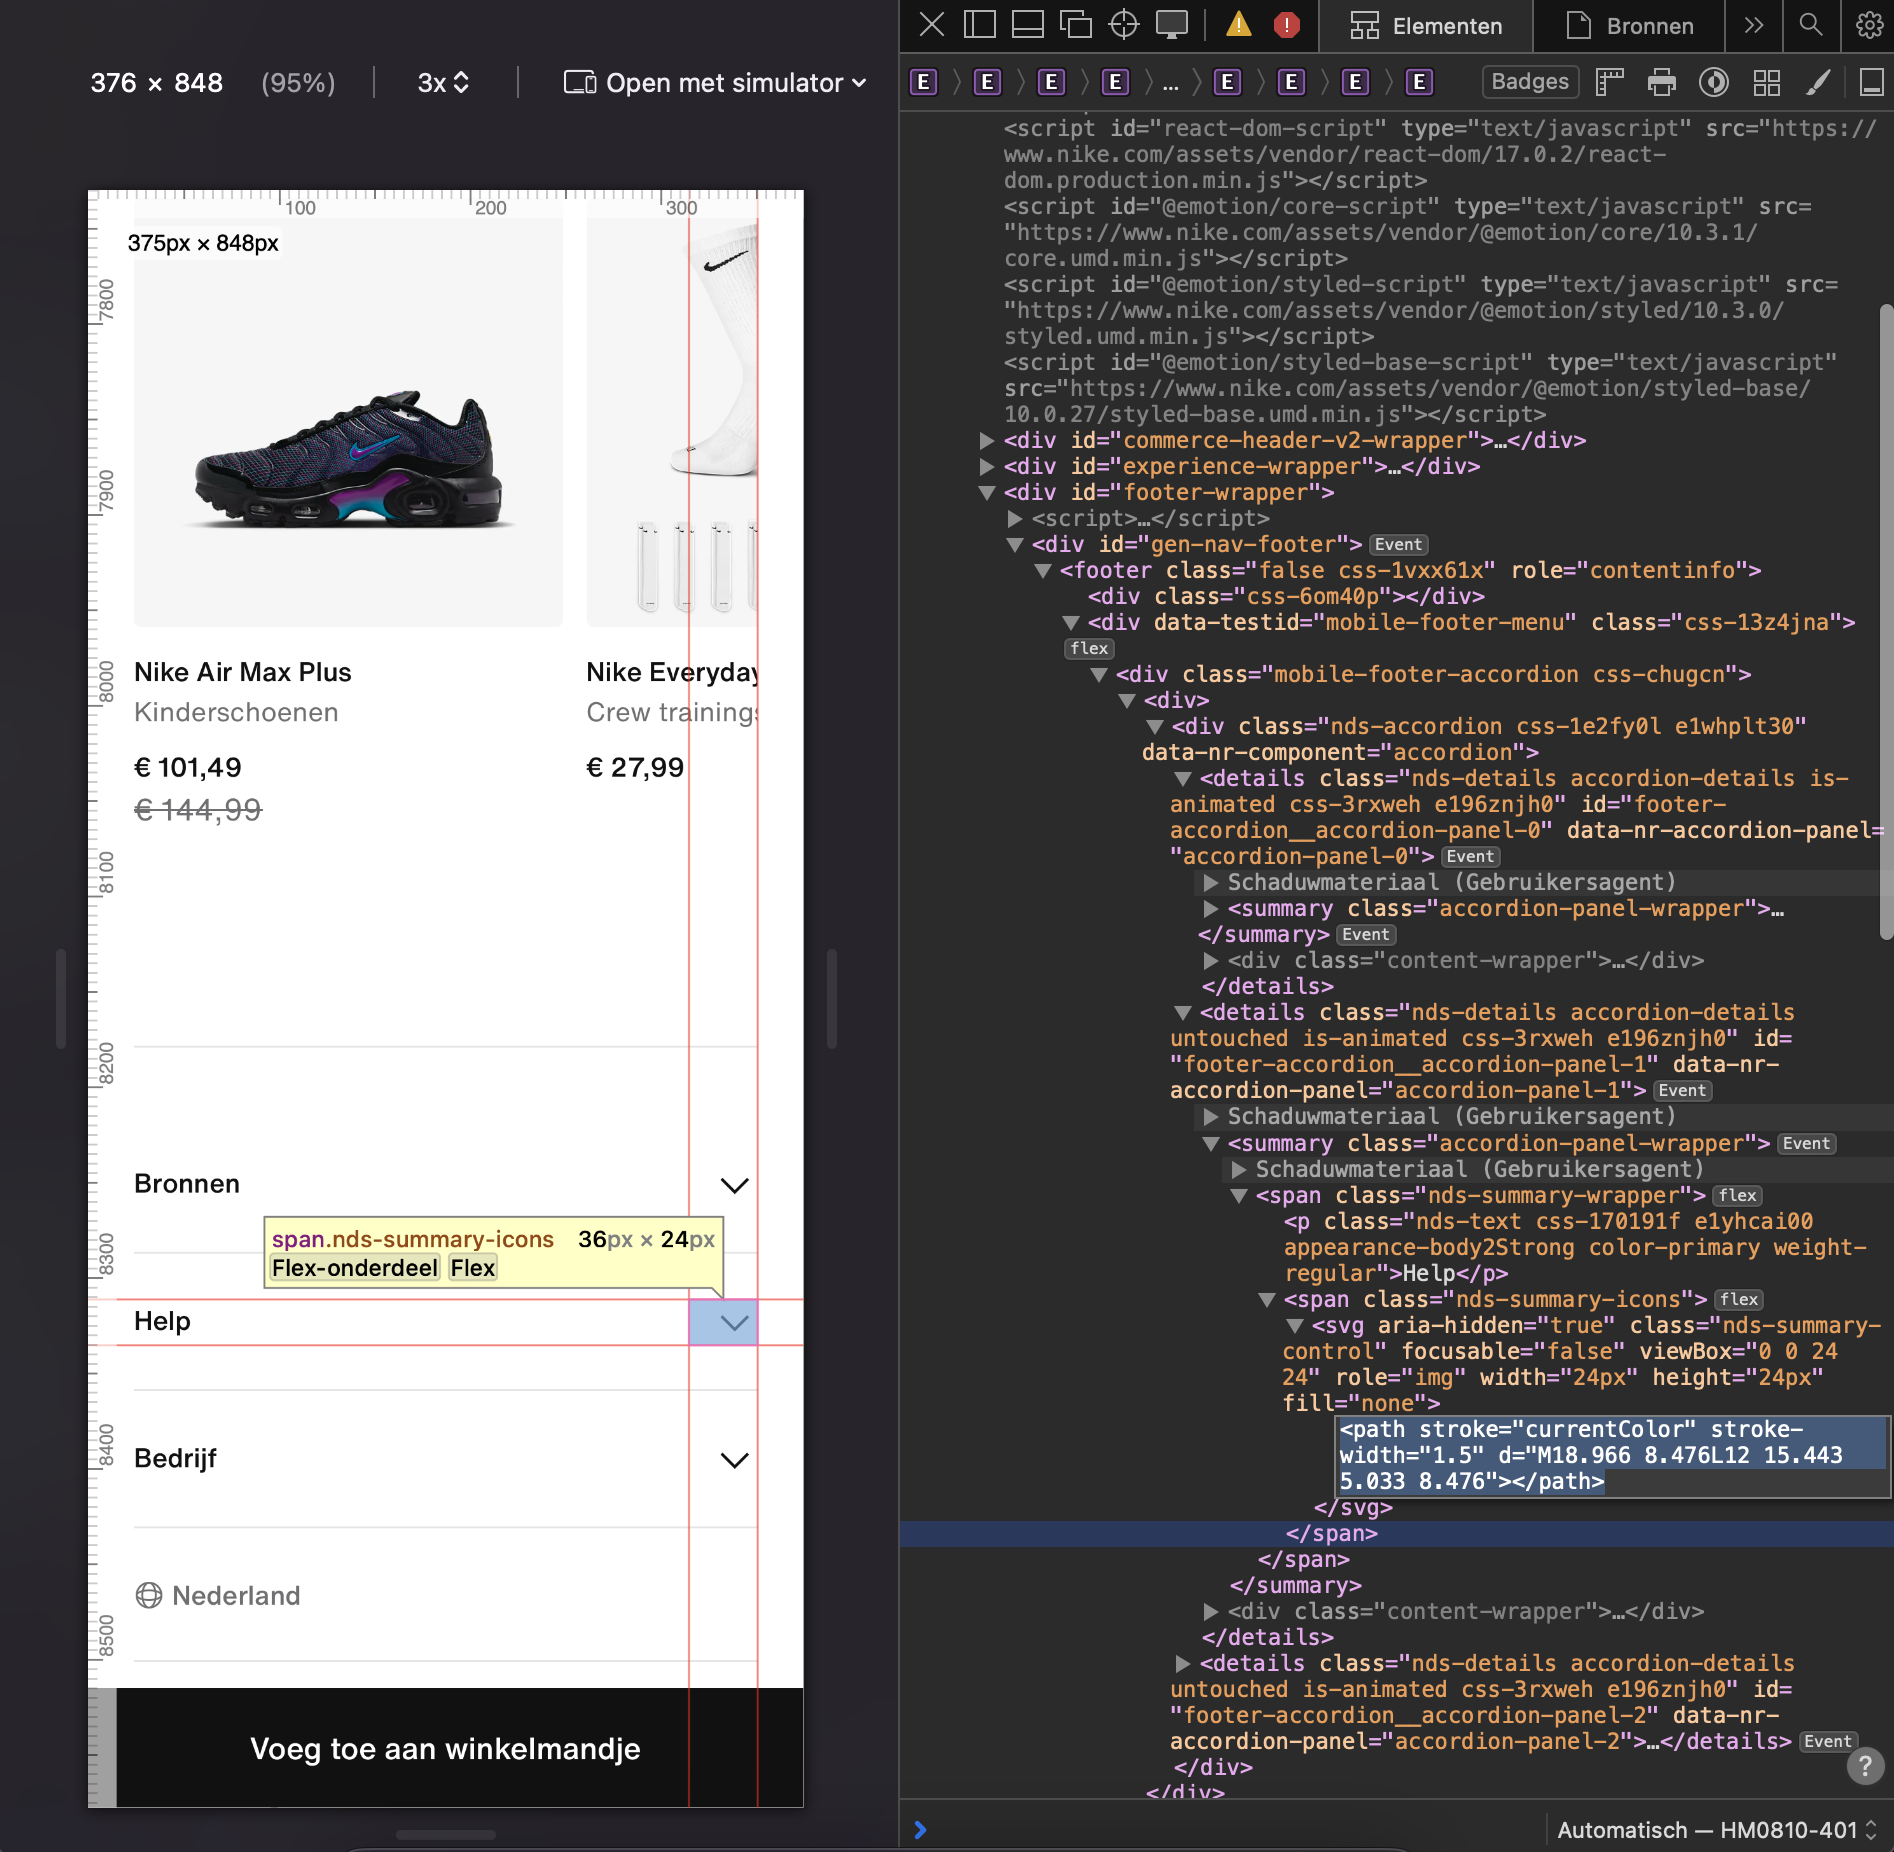 376 × 848 (95%) 3x Open met simulator
Elementen Bronnen
E E E E … E E E E Badges
100 200 300
375px × 848px
7800
7900
8000
8100
8200
8300
8400
8500
Nike Air Max Plus
Kinderschoenen
€ 101,49
€ 144,99
Nike Everyday
Crew trainings
€ 27,99
Bronnen
span.nds-summary-icons 36px × 24px
Flex-onderdeel Flex
Help
Bedrijf
Nederland
Voeg toe aan winkelmandje
<script id="react-dom-script" type="text/javascript" src="https://
www.nike.com/assets/vendor/react-dom/17.0.2/react-
dom.production.min.js"></script>
<script id="@emotion/core-script" type="text/javascript" src=
"https://www.nike.com/assets/vendor/@emotion/core/10.3.1/
core.umd.min.js"></script>
<script id="@emotion/styled-script" type="text/javascript" src=
"https://www.nike.com/assets/vendor/@emotion/styled/10.3.0/
styled.umd.min.js"></script>
<script id="@emotion/styled-base-script" type="text/javascript"
src="https://www.nike.com/assets/vendor/@emotion/styled-base/
10.0.27/styled-base.umd.min.js"></script>
<div id="commerce-header-v2-wrapper">…</div>
<div id="experience-wrapper">…</div>
<div id="footer-wrapper">
<script>…</script>
<div id="gen-nav-footer"> Event
<footer class="false css-1vxx61x" role="contentinfo">
<div class="css-6om40p"></div>
<div data-testid="mobile-footer-menu" class="css-13z4jna">
flex
<div class="mobile-footer-accordion css-chugcn">
<div>
<div class="nds-accordion css-1e2fy0l e1whplt30"
data-nr-component="accordion">
<details class="nds-details accordion-details is-
animated css-3rxweh e196znjh0" id="footer-
accordion__accordion-panel-0" data-nr-accordion-panel=
"accordion-panel-0"> Event
Schaduwmateriaal (Gebruikersagent)
<summary class="accordion-panel-wrapper">…
</summary> Event
<div class="content-wrapper">…</div>
</details>
<details class="nds-details accordion-details
untouched is-animated css-3rxweh e196znjh0" id=
"footer-accordion__accordion-panel-1" data-nr-
accordion-panel="accordion-panel-1"> Event
Schaduwmateriaal (Gebruikersagent)
<summary class="accordion-panel-wrapper"> Event
Schaduwmateriaal (Gebruikersagent)
<span class="nds-summary-wrapper"> flex
<p class="nds-text css-170191f e1yhcai00
appearance-body2Strong color-primary weight-
regular">Help</p>
<span class="nds-summary-icons"> flex
<svg aria-hidden="true" class="nds-summary-
control" focusable="false" viewBox="0 0 24
24" role="img" width="24px" height="24px"
fill="none">
<path stroke="currentColor" stroke-
width="1.5" d="M18.966 8.476L12 15.443
5.033 8.476"></path>
</svg>
</span>
</span>
</summary>
<div class="content-wrapper">…</div>
</details>
<details class="nds-details accordion-details
untouched is-animated css-3rxweh e196znjh0" id=
"footer-accordion__accordion-panel-2" data-nr-
accordion-panel="accordion-panel-2">…</details> Event
</div>
</div>
?
Automatisch — HM0810-401